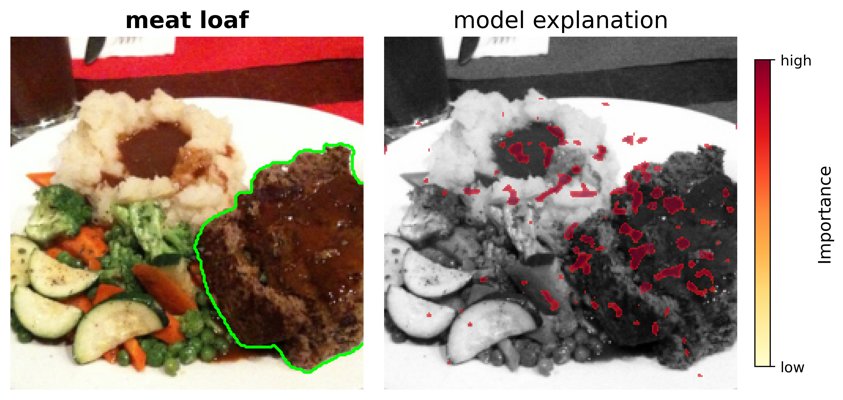 meat loaf
model explanation
high
Importance
low